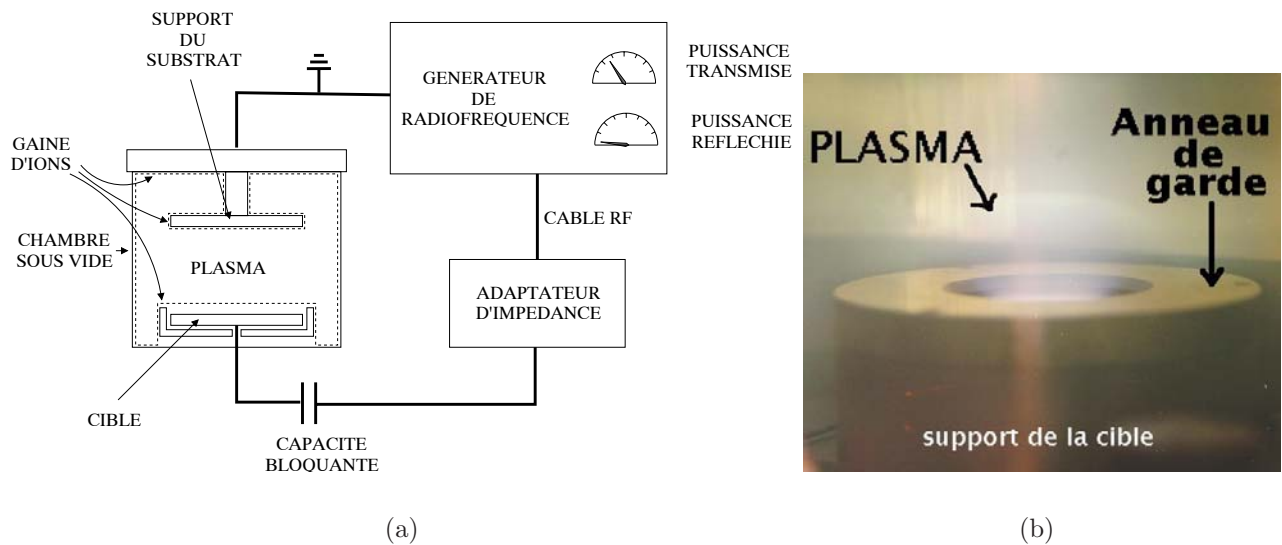 SUPPORT
DU
SUBSTRAT
GENERATEUR
DE
RADIOFREQUENCE
PUISSANCE
TRANSMISE
PUISSANCE
REFLECHIE
GAINE
D'IONS
CHAMBRE
SOUS VIDE
PLASMA
CABLE RF
ADAPTATEUR
D'IMPEDANCE
CIBLE
CAPACITE
BLOQUANTE
(a)
PLASMA
Anneau
de
garde
support de la cible
(b)